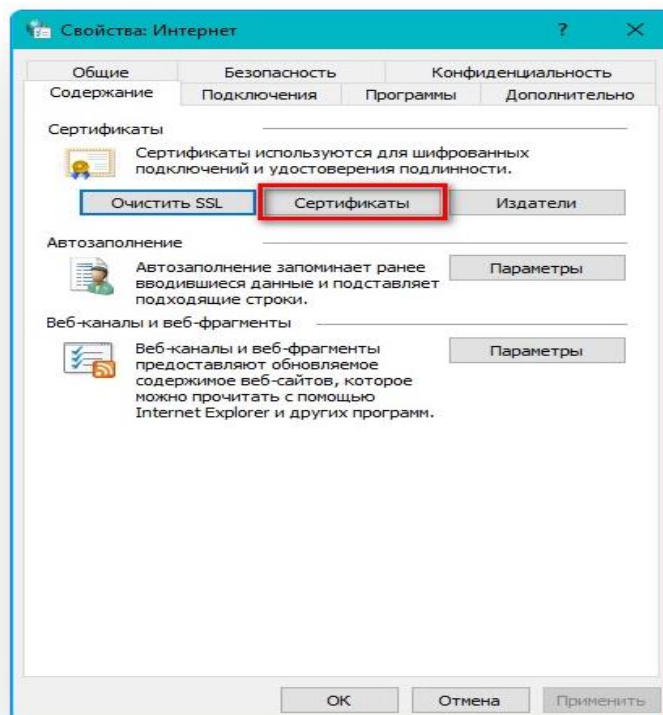 Свойства: Интернет
?
Общие Безопасность Конфиденциальность
Содержание Подключения Программы Дополнительно
Сертификаты
Сертификаты используются для шифрованных
подключений и удостоверения подлинности.
Очистить SSL Сертификаты Издатели
Автозаполнение
Автозаполнение запоминает ранее
вводившиеся данные и подставляет
подходящие строки.
Параметры
Веб-каналы и веб-фрагменты
Веб-каналы и веб-фрагменты
предоставляют обновляемое
содержимое веб-сайтов, которое
можно прочитать с помощью
Internet Explorer и других программ.
Параметры
ОК Отмена Применить